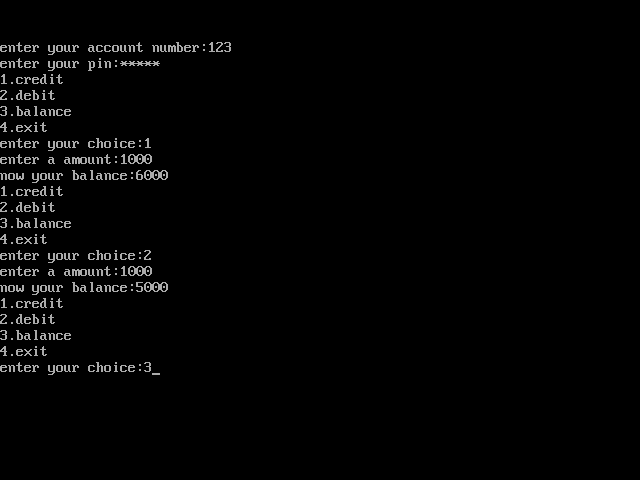 enter your account number:123
enter your pin:*****
1.credit
2.debit
3.balance
4.exit
enter your choice:1
enter a amount:1000
now your balance:6000
1.credit
2.debit
3.balance
4.exit
enter your choice:2
enter a amount:1000
now your balance:5000
1.credit
2.debit
3.balance
4.exit
enter your choice:3_